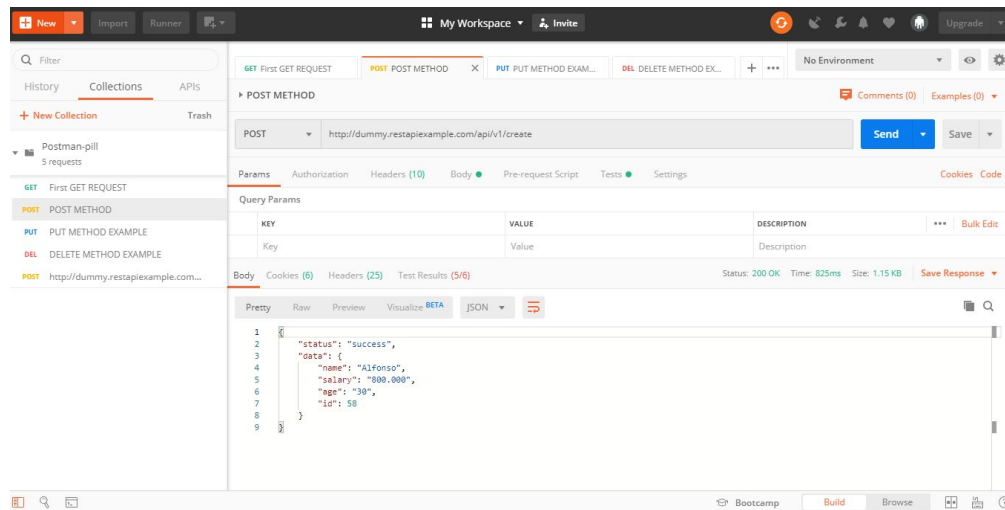 New Import Runner My Workspace Invite Upgrade
Filter
History Collections APIs
+ New Collection Trash
Postman-pill
5 requests
GET First GET REQUEST
POST POST METHOD
PUT PUT METHOD EXAMPLE
DEL DELETE METHOD EXAMPLE
POST http://dummy.restapiexample.com...
GET First GET REQUEST POST POST METHOD X PUT PUT METHOD EXAM... DEL DELETE METHOD EX... + ••• No Environment
POST METHOD Comments (0) Examples (0)
POST http://dummy.restapiexample.com/api/v1/create Send Save
Params Authorization Headers (10) Body Pre-request Script Tests Settings Cookies Code
Query Params
KEY VALUE DESCRIPTION ••• Bulk Edit
Key Value Description
Body Cookies (6) Headers (25) Test Results (5/6) Status: 200 OK Time: 825ms Size: 1.15 KB Save Response
Pretty Raw Preview Visualize BETA JSON
1 {
2 "status": "success",
3 "data": {
4 "name": "Alfonso",
5 "salary": "800.000",
6 "age": "30",
7 "id": 58
8 }
9 }
Bootcamp Build Browse